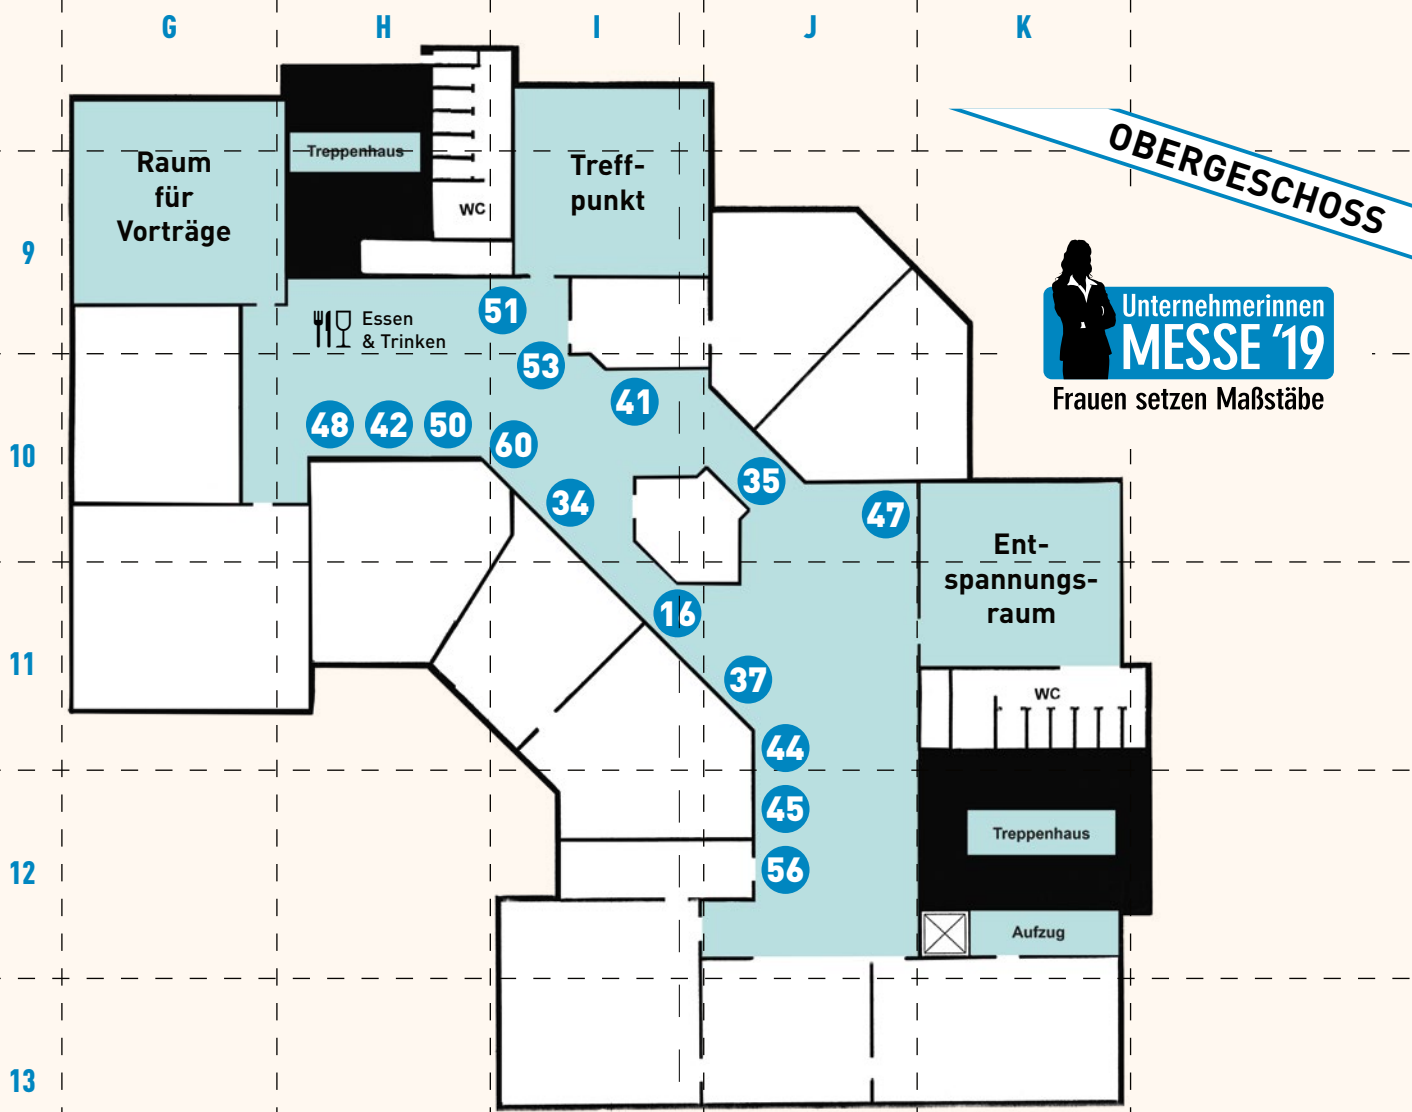 G H I J K
OBERGESCHOSS
Treppenhaus
Raum
für
Vorträge
Treff-
punkt
WC
9
Unternehmerinnen
MESSE '19
Frauen setzen Maßstäbe
51
Essen
& Trinken
53
41
48 42 50 60
10
35
34
47
Ent-
spannungs-
raum
16
11
37
WC
44
45
Treppenhaus
56
12
Aufzug
13